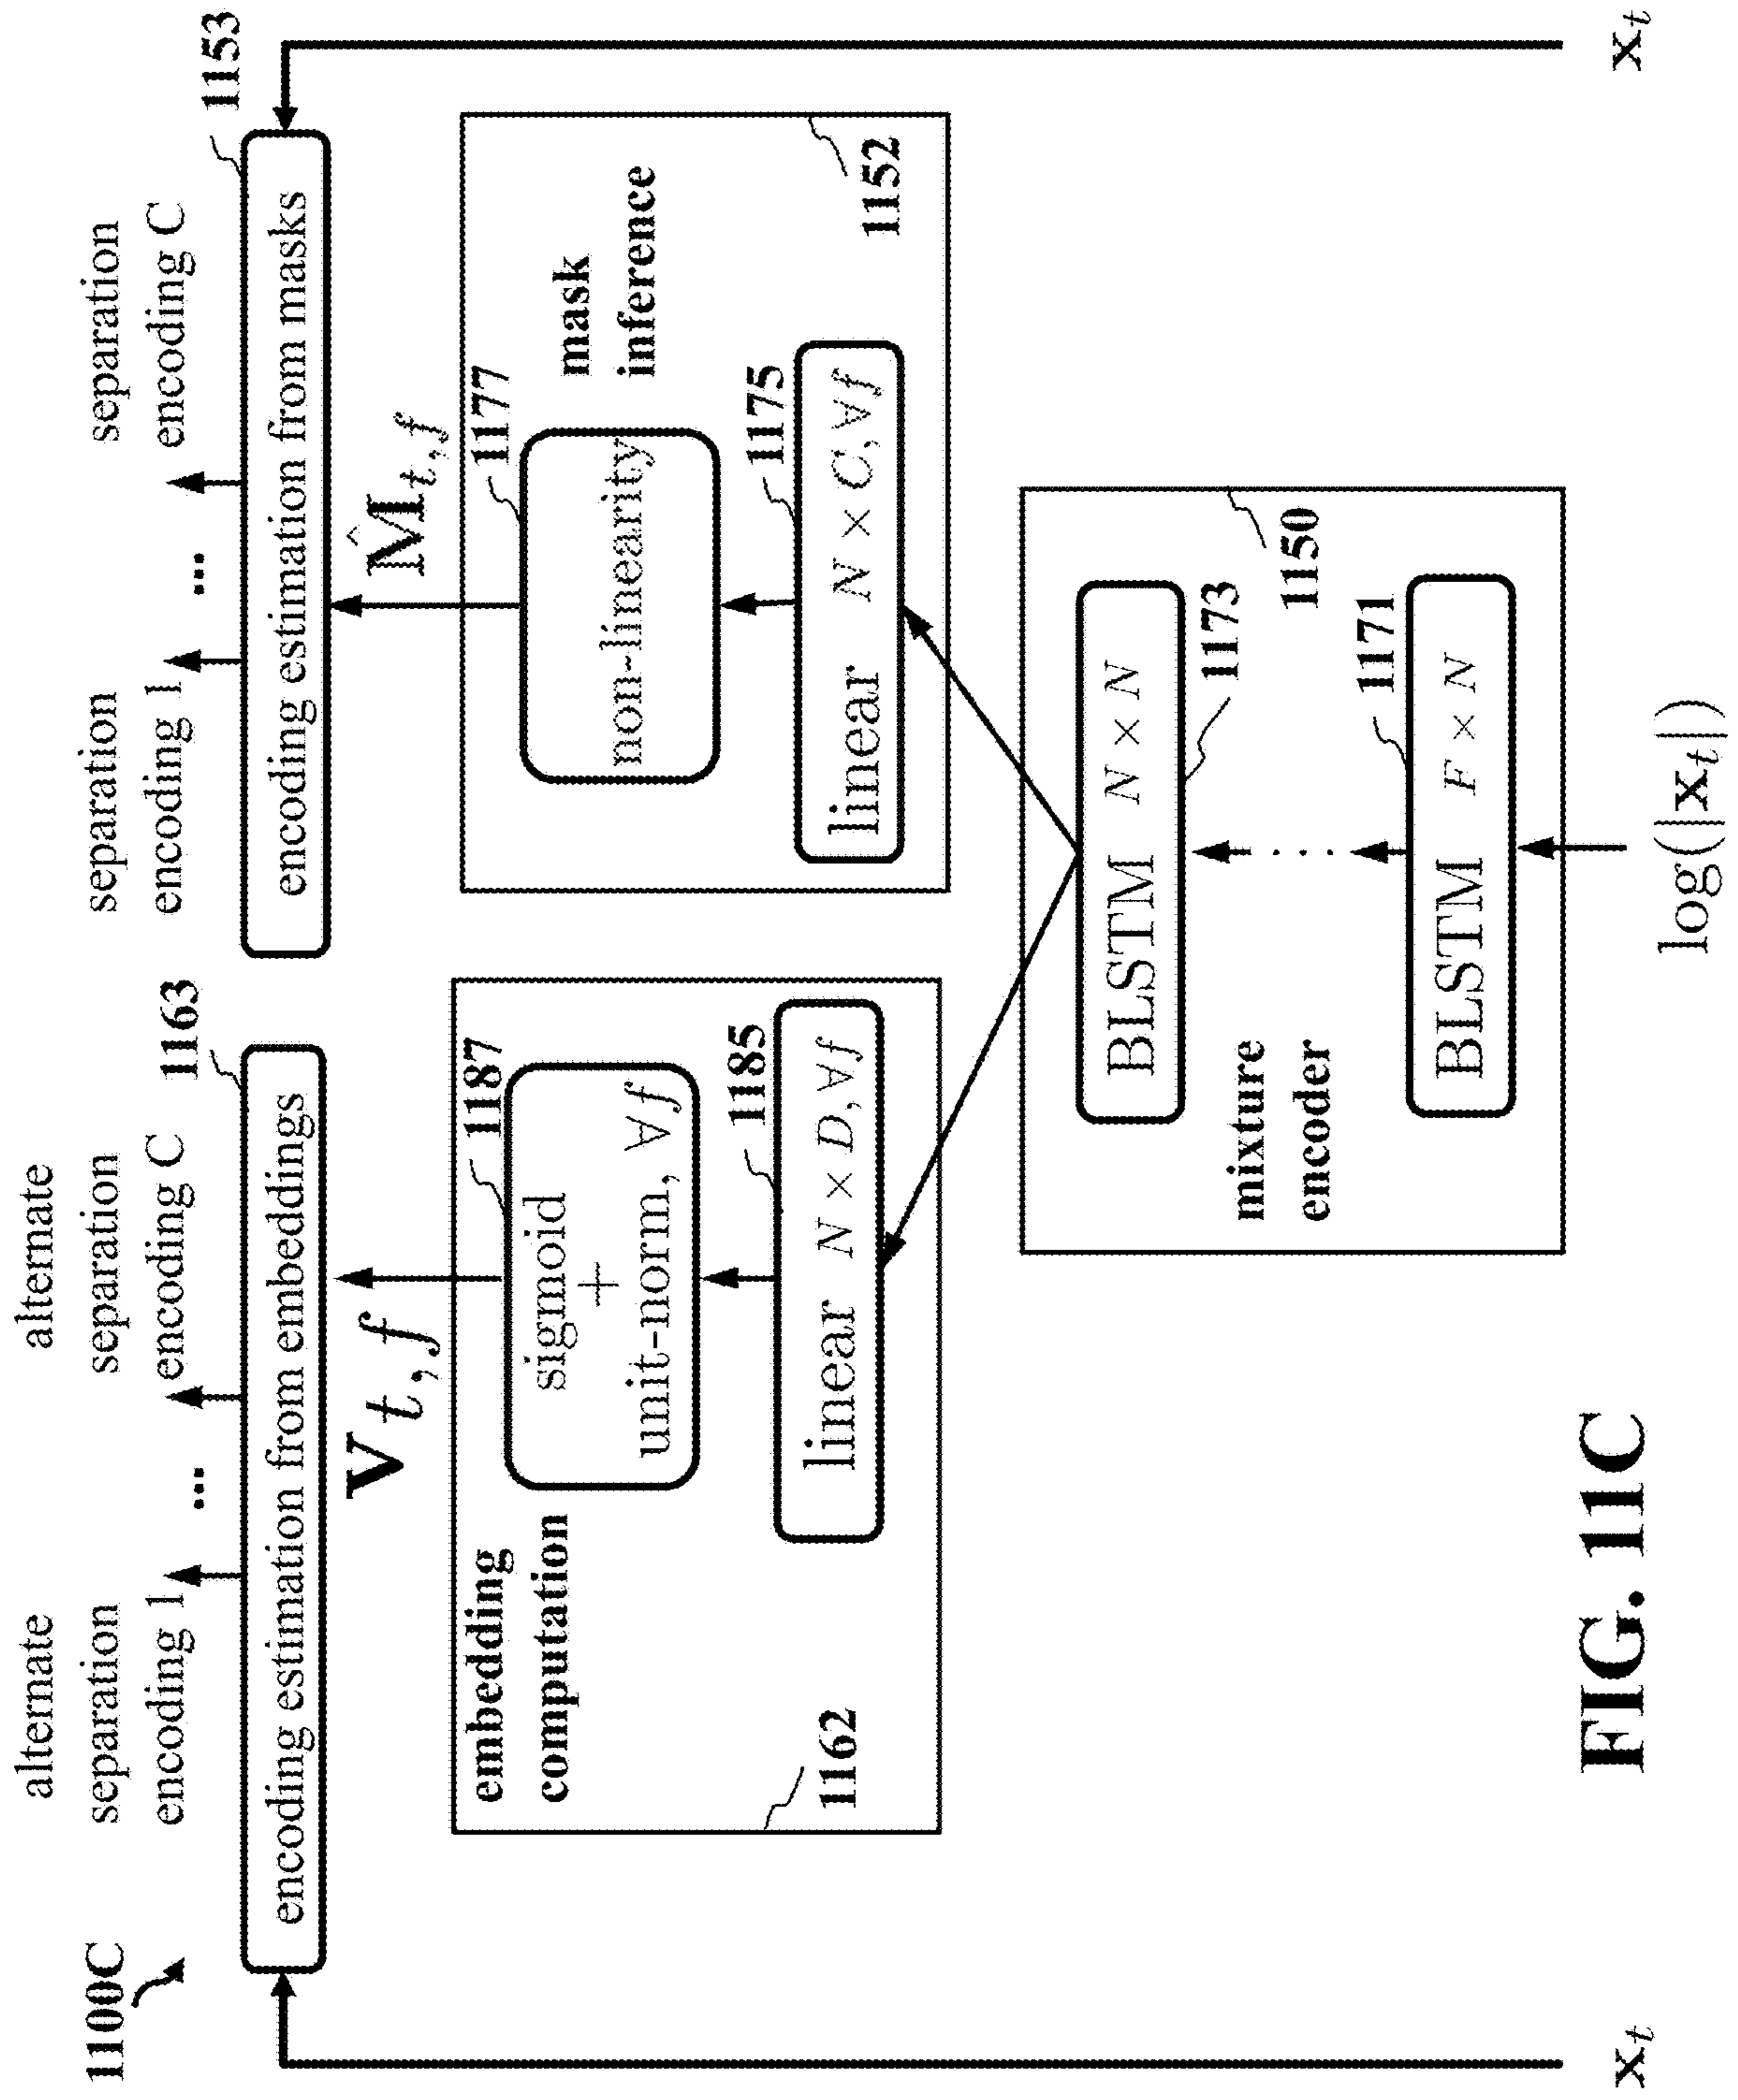 1100C
alternate
separation
encoding 1
...
alternate
separation
encoding C
1163
encoding estimation from embeddings
separation
encoding 1
...
separation
encoding C
1153
encoding estimation from masks
V_{t,f}
M̂_{t,f}
embedding
computation
1187
sigmoid
+
unit-norm, ∀f
1185
linear N × D, ∀f
1162
1177
non-linearity
mask
inference
1175
linear N × C, ∀f
1152
BLSTM N × N
1173
mixture
encoder
1150
. . . .
1171
BLSTM F × N
x_t
log(|x_t|)
x_t
FIG. 11C